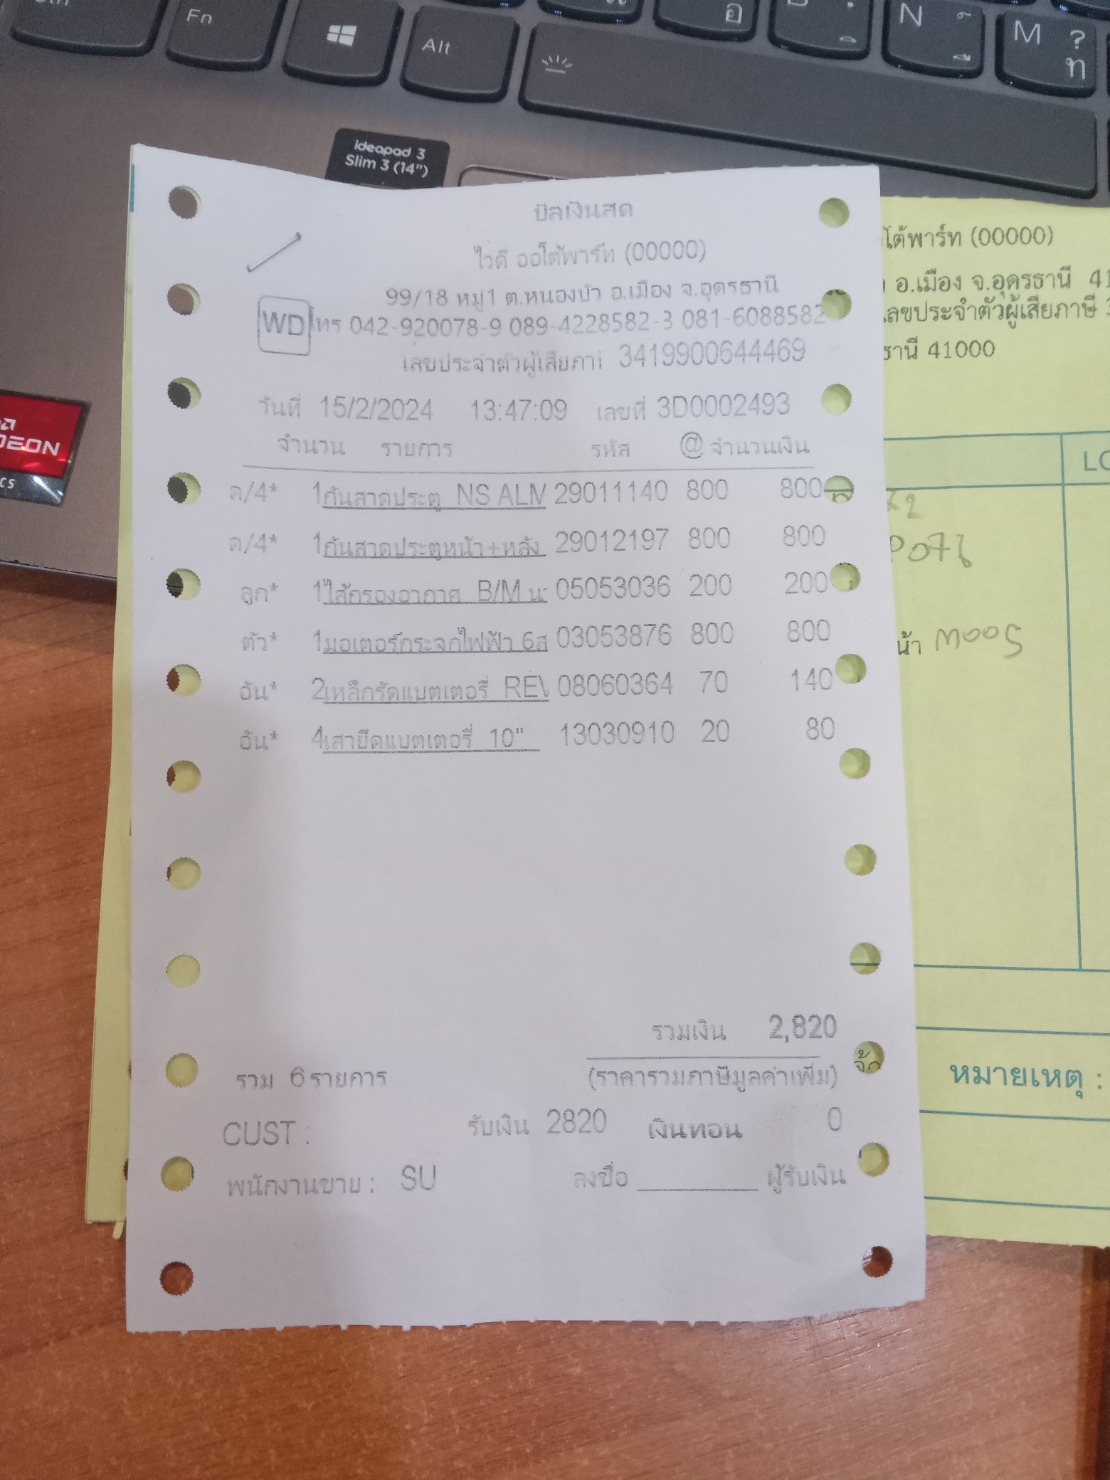 Fn
Alt
N
M ?
อ
ท
Ideapad 3
Slim 3 (14")
บิลเงินสด
ไวดี ออโต้พาร์ท (00000)
99/18 หมู่1 ต.หนองบัว อ.เมือง จ.อุดรธานี
WD
โทร 042-920078-9 089-4228582-3 081-6088582
เลขประจำตัวผู้เสียภาษี 3419900644469
วันที่ 15/2/2024 13:47:09 เลขที่ 3D0002493
จำนวน รายการ รหัส @ จำนวนเงิน
ด/4* 1 กันสาดประตู NS ALM 29011140 800 800
ด/4* 1 กันสาดประตูหน้า+หลัง 29012197 800 800
ลูก* 1 ไส้กรองอากาศ B/M 05053036 200 200
ตัว* 1 มอเตอร์กระจกไฟฟ้า 6ส 03053876 800 800
อัน* 2 เหล็กรัดแบตเตอรี่ REV 08060364 70 140
อัน* 4 เสายึดแบตเตอรี่ 10" 13030910 20 80
รวมเงิน 2,820
รวม 6 รายการ (ราคารวมภาษีมูลค่าเพิ่ม)
CUST : รับเงิน 2820 เงินทอน 0
พนักงานขาย : SU ลงชื่อ ผู้รับเงิน
โต้พาร์ท (00000)
อ.เมือง จ.อุดรธานี 41
เลขประจำตัวผู้เสียภาษี
ธานี 41000
LO
น้า M005
หมายเหตุ :